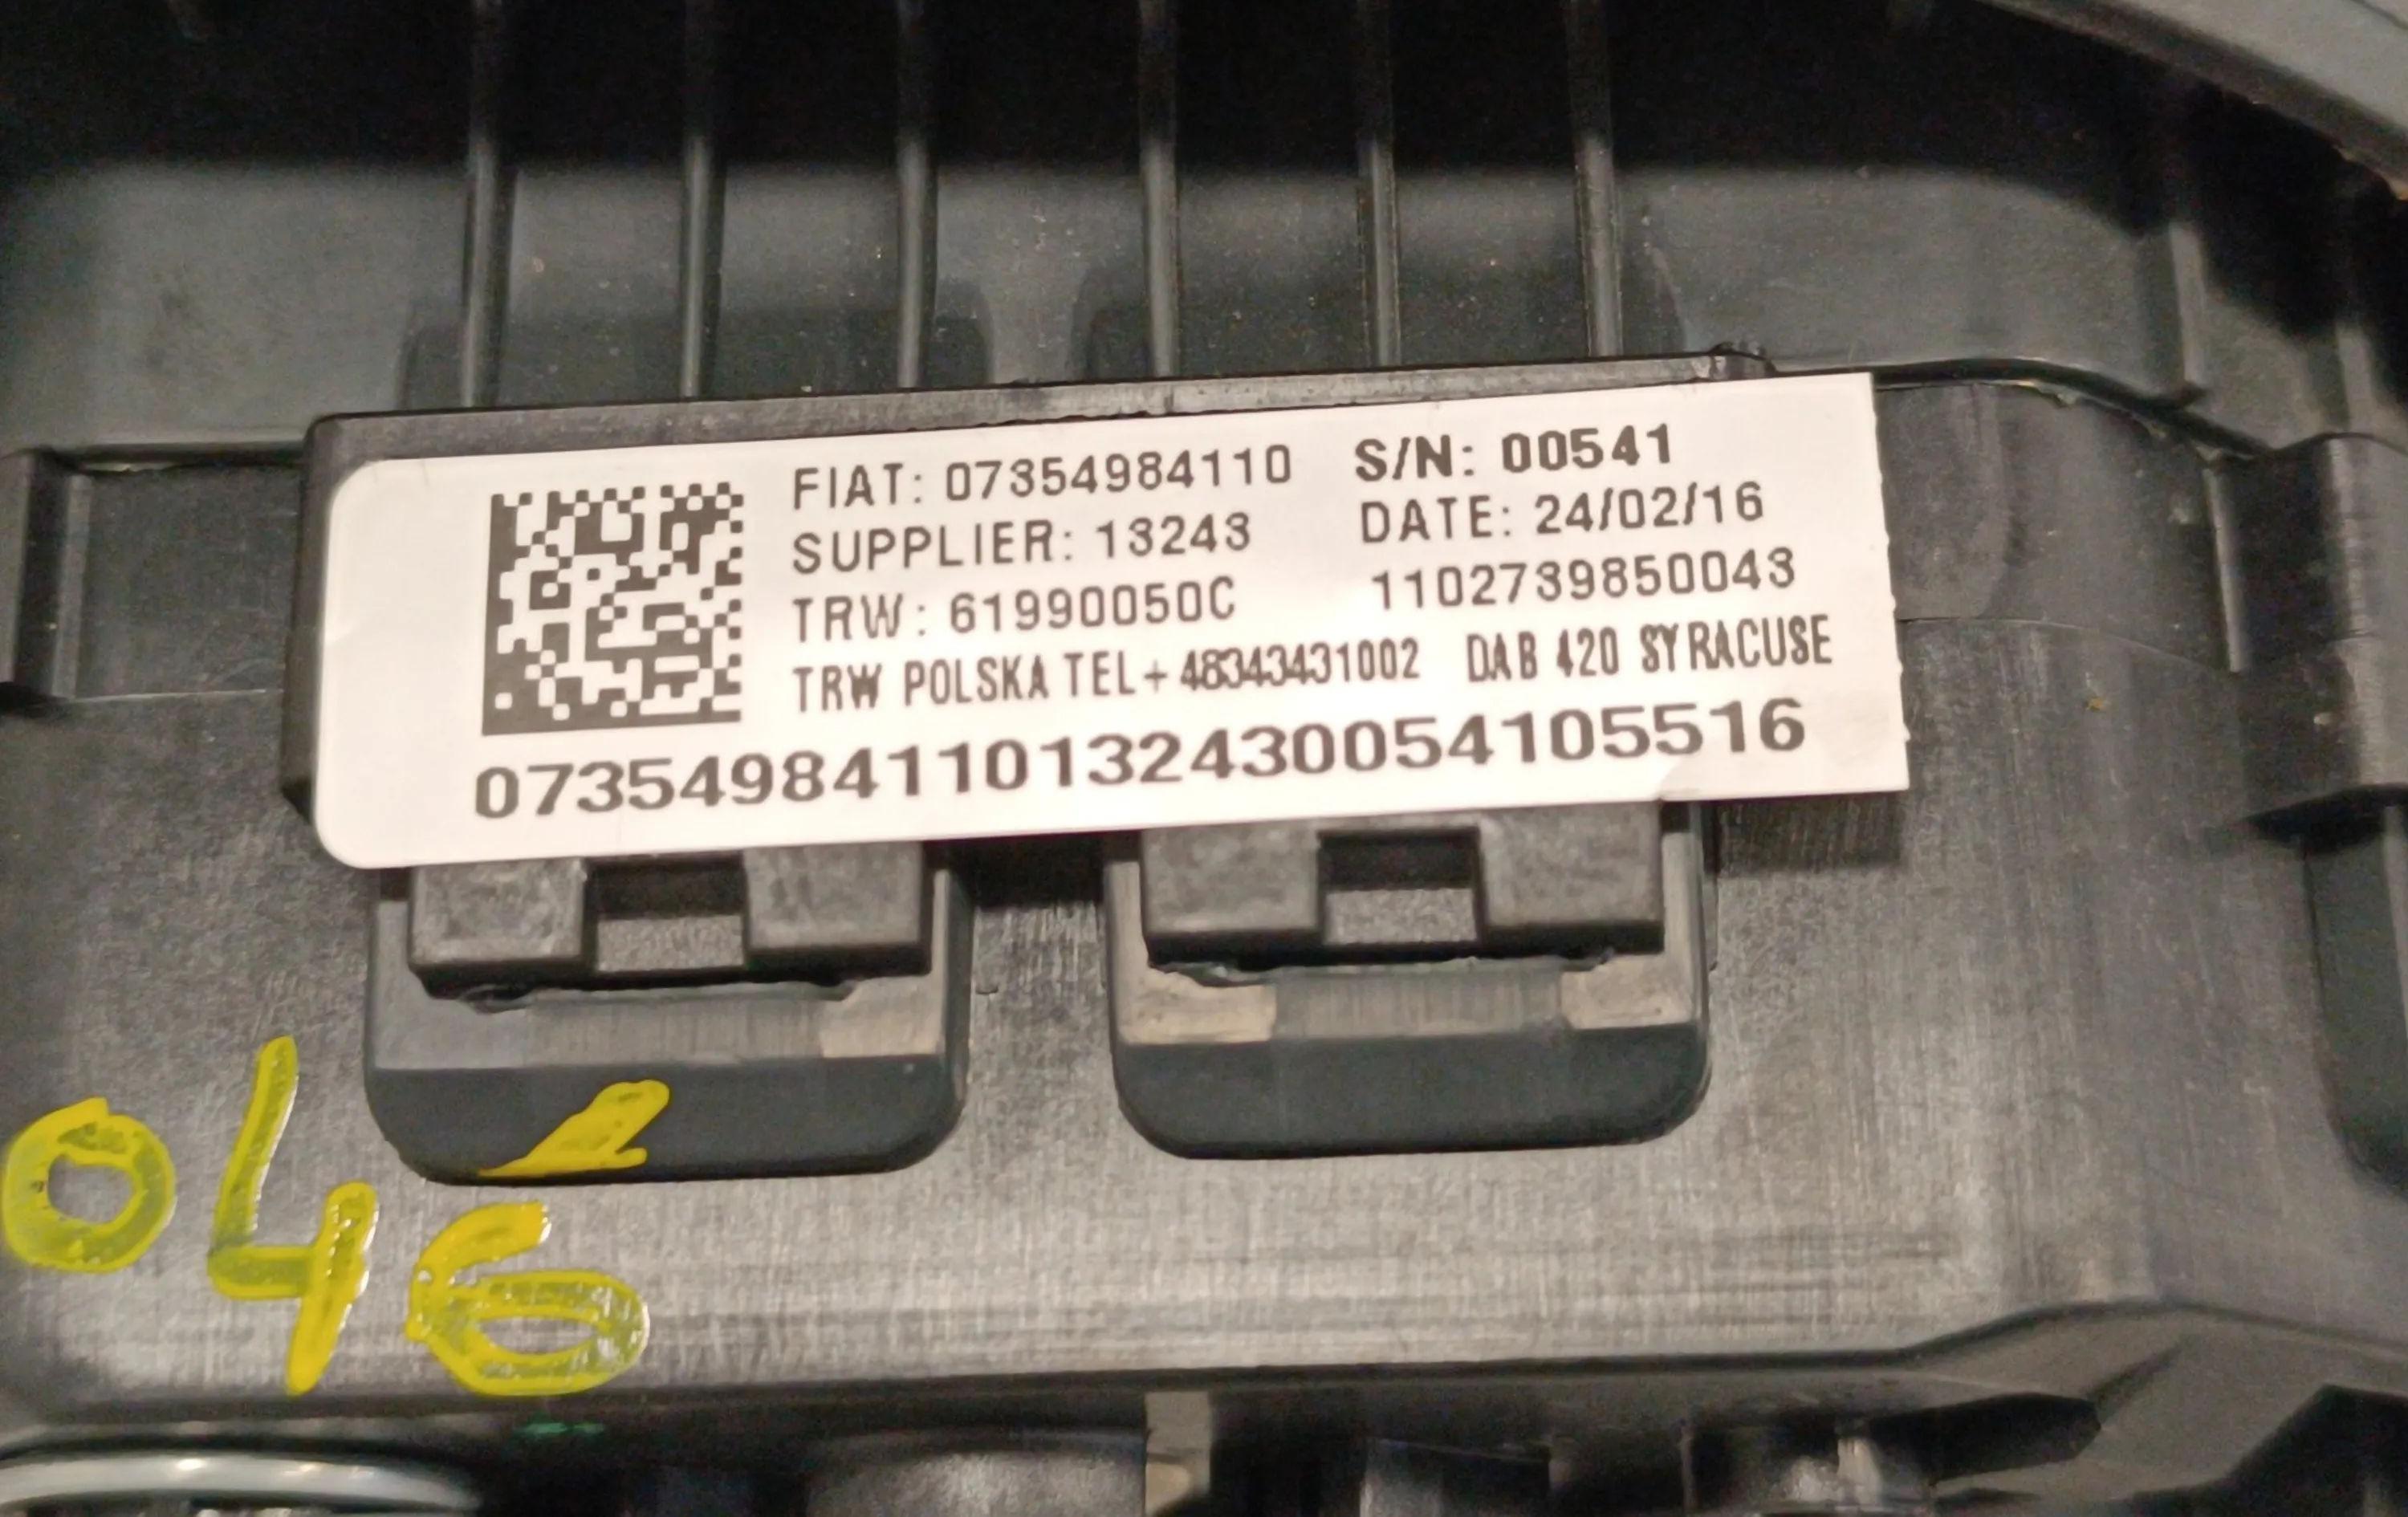 FIAT: 07354984110 S/N: 00541
SUPPLIER: 13243 DATE: 24/02/16
TRW: 61990050C 1102739850043
TRW POLSKA TEL+48343431002 DAB 420 SYRACUSE
07354984110132430054105516
046